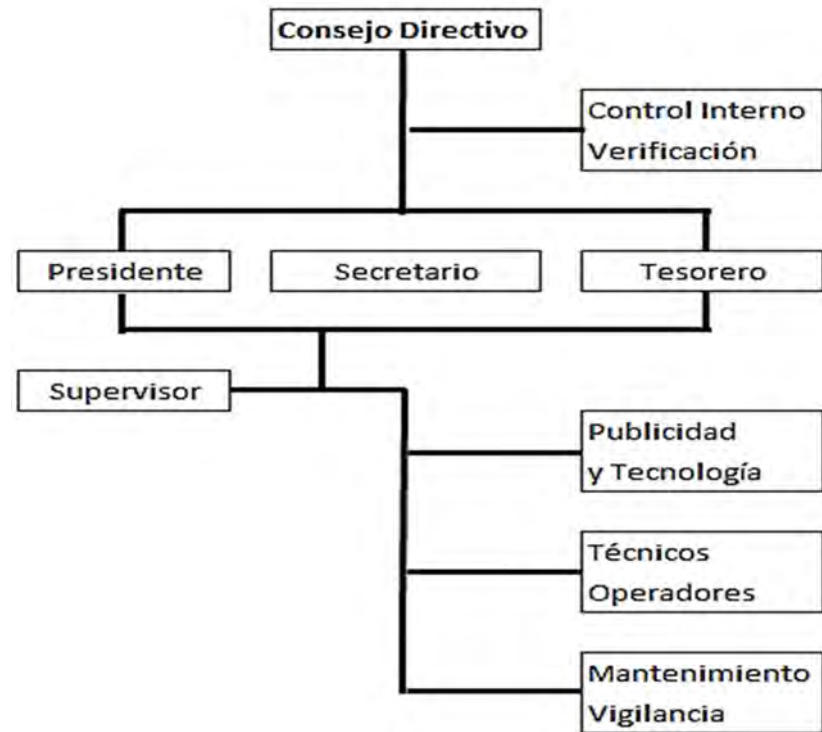 Consejo Directivo
Control Interno
Verificación
Presidente
Secretario
Tesorero
Supervisor
Publicidad
y Tecnología
Técnicos
Operadores
Mantenimiento
Vigilancia